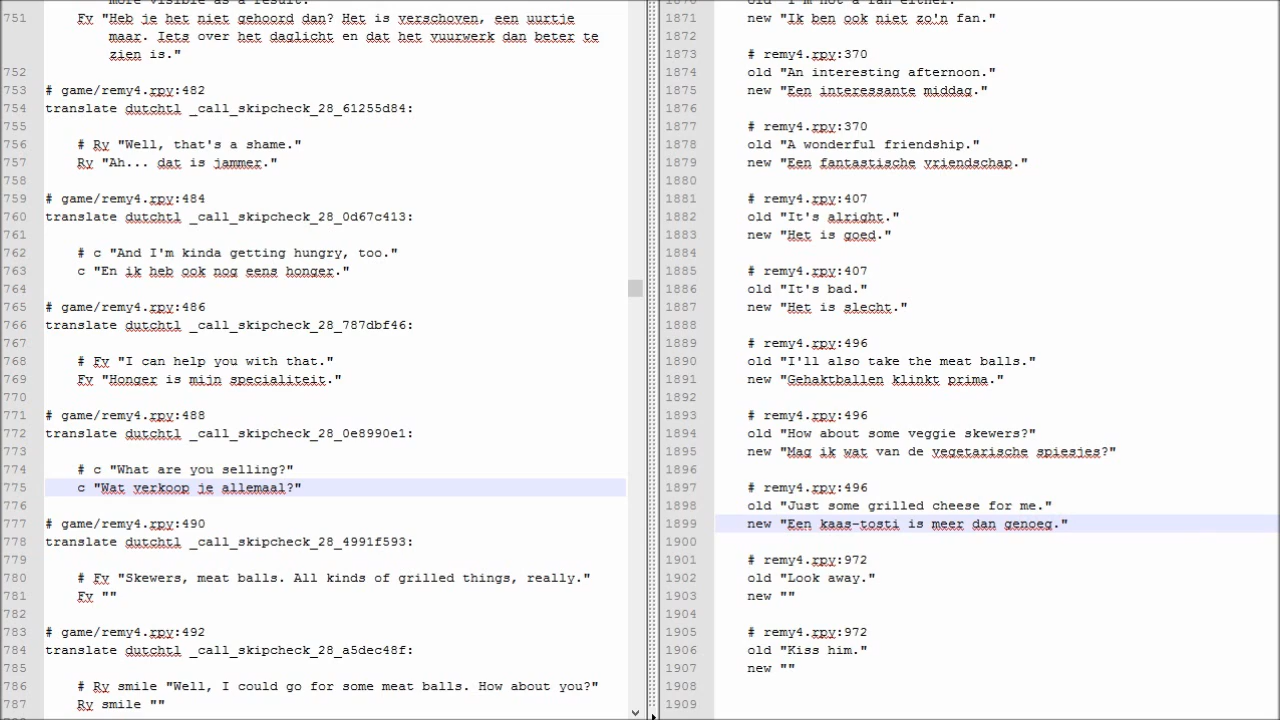 more visible as a result."
751 Fv "Heb je het niet gehoord dan? Het is verschoven, een uurtje
maar. Iets over het daglicht en dat het vuurwerk dan beter te
zien is."
752
753 # game/remy4.rpy:482
754 translate dutchtl _call_skipcheck_28_61255d84:
755
756 # Ry "Well, that's a shame."
757 Ry "Ah... dat is jammer."
758
759 # game/remy4.rpy:484
760 translate dutchtl _call_skipcheck_28_0d67c413:
761
762 # c "And I'm kinda getting hungry, too."
763 c "En ik heb ook nog eens honger."
764
765 # game/remy4.rpy:486
766 translate dutchtl _call_skipcheck_28_787dbf46:
767
768 # Fv "I can help you with that."
769 Fv "Honger is mijn specialiteit."
770
771 # game/remy4.rpy:488
772 translate dutchtl _call_skipcheck_28_0e8990e1:
773
774 # c "What are you selling?"
775 c "Wat verkoop je allemaal?"
776
777 # game/remy4.rpy:490
778 translate dutchtl _call_skipcheck_28_4991f593:
779
780 # Fv "Skewers, meat balls. All kinds of grilled things, really."
781 Fv ""
782
783 # game/remy4.rpy:492
784 translate dutchtl _call_skipcheck_28_a5dec48f:
785
786 # Ry smile "Well, I could go for some meat balls. How about you?"
787 Ry smile ""
1870 old "I'm not a fan either."
1871 new "Ik ben ook niet zo'n fan."
1872
1873 # remy4.rpy:370
1874 old "An interesting afternoon."
1875 new "Een interessante middag."
1876
1877 # remy4.rpy:370
1878 old "A wonderful friendship."
1879 new "Een fantastische vriendschap."
1880
1881 # remy4.rpy:407
1882 old "It's alright."
1883 new "Het is goed."
1884
1885 # remy4.rpy:407
1886 old "It's bad."
1887 new "Het is slecht."
1888
1889 # remy4.rpy:496
1890 old "I'll also take the meat balls."
1891 new "Gehaktballen klinkt prima."
1892
1893 # remy4.rpy:496
1894 old "How about some veggie skewers?"
1895 new "Mag ik wat van de vegetarische spiesjes?"
1896
1897 # remy4.rpy:496
1898 old "Just some grilled cheese for me."
1899 new "Een kaas-tosti is meer dan genoeg."
1900
1901 # remy4.rpy:972
1902 old "Look away."
1903 new ""
1904
1905 # remy4.rpy:972
1906 old "Kiss him."
1907 new ""
1908
1909